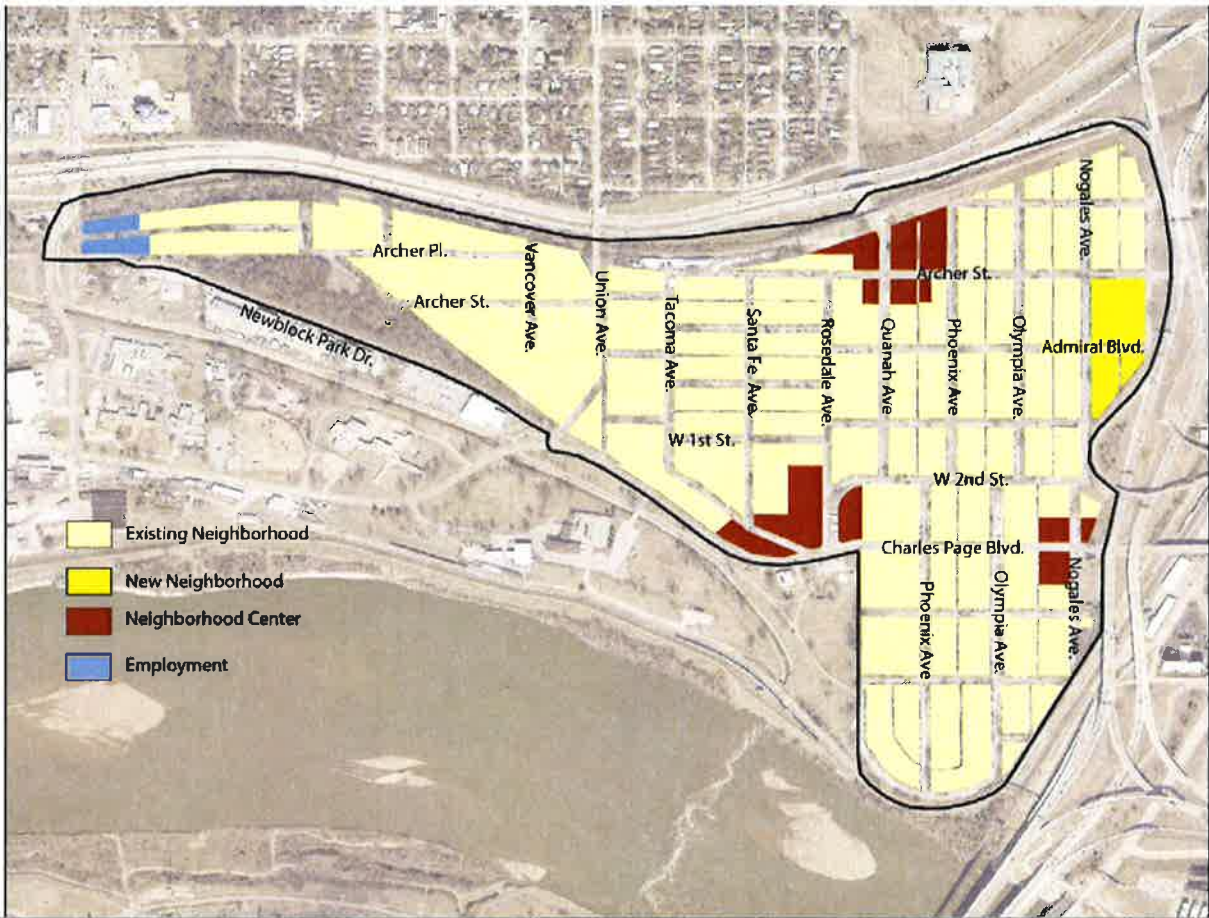 Nogales Ave.
Archer Pl.
Archer St.
Vancover Ave.
Union Ave.
Tacoma Ave.
Santa Fe Ave.
Rosedale Ave.
Quanah Ave.
Phoenix Ave.
Olympia Ave.
Archer St.
Admiral Blvd.
Newblock Park Dr.
W 1st St.
W 2nd St.
Charles Page Blvd.
Phoenix Ave
Olympia Ave.
Nogales Ave.
Existing Neighborhood
New Neighborhood
Neighborhood Center
Employment